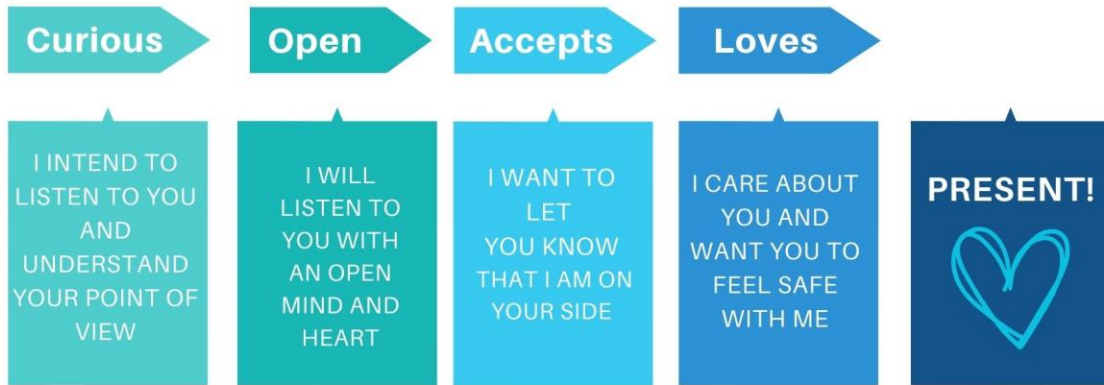 Curious
Open
Accepts
Loves
I INTEND TO
LISTEN TO YOU
AND
UNDERSTAND
YOUR POINT OF
VIEW
I WILL
LISTEN TO
YOU WITH
AN OPEN
MIND AND
HEART
I WANT TO
LET
YOU KNOW
THAT I AM ON
YOUR SIDE
I CARE ABOUT
YOU AND
WANT YOU TO
FEEL SAFE
WITH ME
PRESENT!